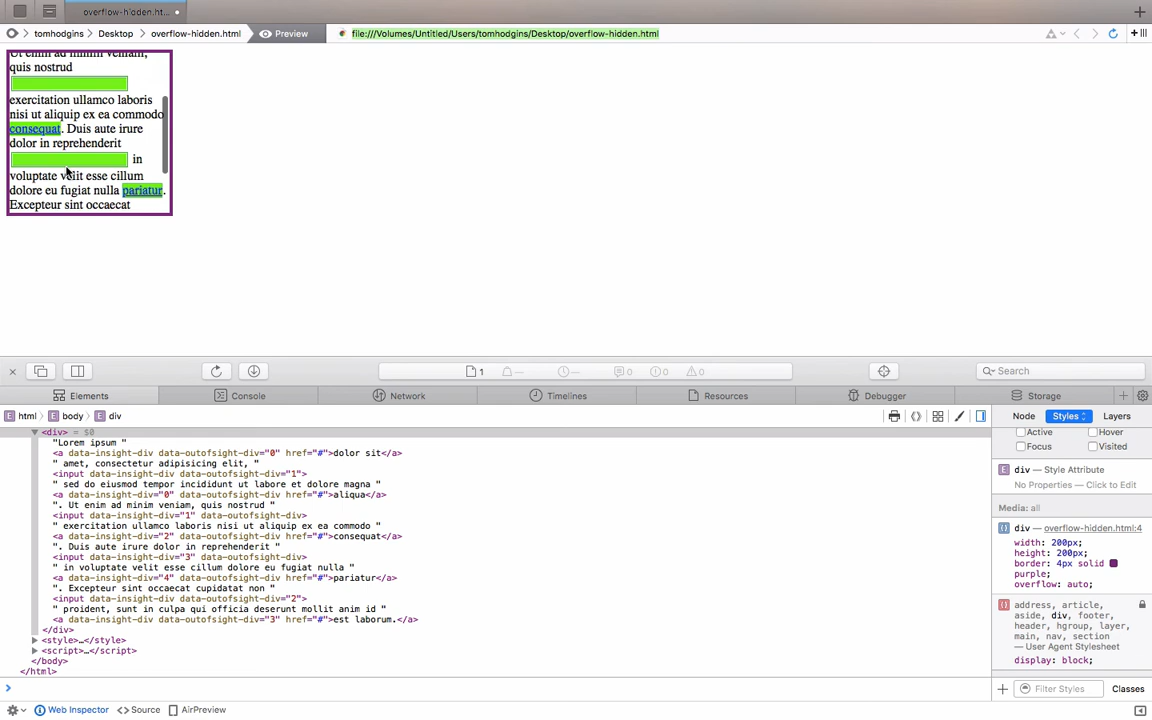 overflow-hidden.ht...
tomhodgins > Desktop > overflow-hidden.html Preview file:///Volumes/Untitled/Users/tomhodgins/Desktop/overflow-hidden.html
Ut enim ad minim veniam,
quis nostrud
exercitation ullamco laboris
nisi ut aliquip ex ea commodo
consequat. Duis aute irure
dolor in reprehenderit
in
voluptate velit esse cillum
dolore eu fugiat nulla pariatur.
Excepteur sint occaecat
1 — — 0 0 0 Search
Elements Console Network Timelines Resources Debugger Storage
E html E body E div Node Styles Layers
<div> = $0
"Lorem ipsum "
<a data-insight-div data-outofsight-div="0" href="#">dolor sit</a>
" amet, consectetur adipisicing elit, "
<input data-insight-div data-outofsight-div="1">
" sed do eiusmod tempor incididunt ut labore et dolore magna "
<a data-insight-div="0" data-outofsight-div href="#">aliqua</a>
". Ut enim ad minim veniam, quis nostrud "
<input data-insight-div="1" data-outofsight-div>
" exercitation ullamco laboris nisi ut aliquip ex ea commodo "
<a data-insight-div="2" data-outofsight-div href="#">consequat</a>
". Duis aute irure dolor in reprehenderit "
<input data-insight-div="3" data-outofsight-div>
" in voluptate velit esse cillum dolore eu fugiat nulla "
<a data-insight-div="4" data-outofsight-div href="#">pariatur</a>
". Excepteur sint occaecat cupidatat non "
<input data-insight-div data-outofsight-div="2">
" proident, sunt in culpa qui officia deserunt mollit anim id "
<a data-insight-div data-outofsight-div="3" href="#">est laborum.</a>
</div>
<style>…</style>
<script>…</script>
</body>
</html>
Active Hover
Focus Visited
E div — Style Attribute
No Properties — Click to Edit
Media: all
div — overflow-hidden.html:4
width: 200px;
height: 200px;
border: 4px solid
purple;
overflow: auto;
address, article,
aside, div, footer,
header, hgroup, layer,
main, nav, section
— User Agent Stylesheet
display: block;
Filter Styles Classes
Web Inspector Source AirPreview